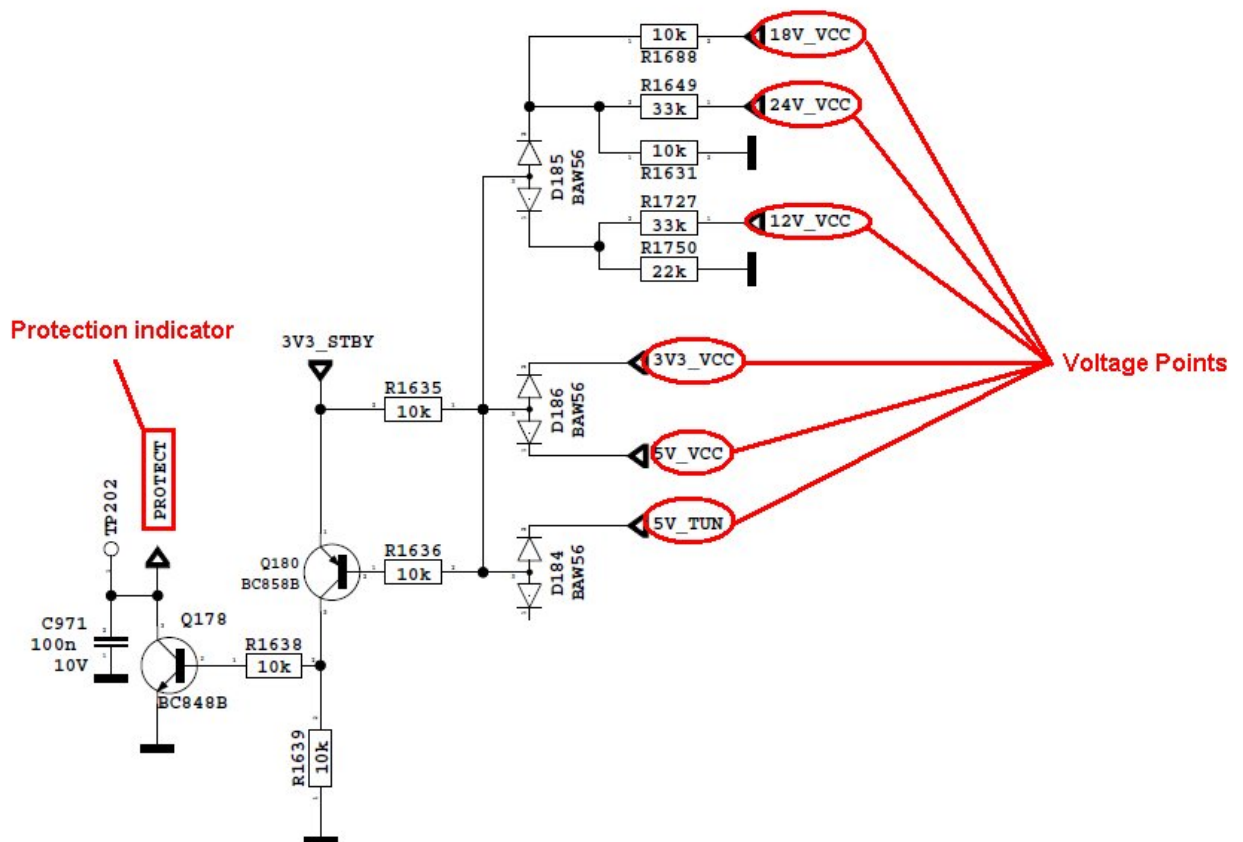 10k
18V_VCC
R1688
R1649
33k
24V_VCC
10k
R1631
D185
BAW56
R1727
33k
12V_VCC
R1750
22k
Protection indicator
3V3_STBY
3V3_VCC
Voltage Points
R1635
10k
D186
BAW56
5V_VCC
PROTECT
TP202
5V_TUN
Q180
BC858B
R1636
10k
D184
BAW56
C971
100n
10V
Q178
BC848B
R1638
10k
R1639
10k